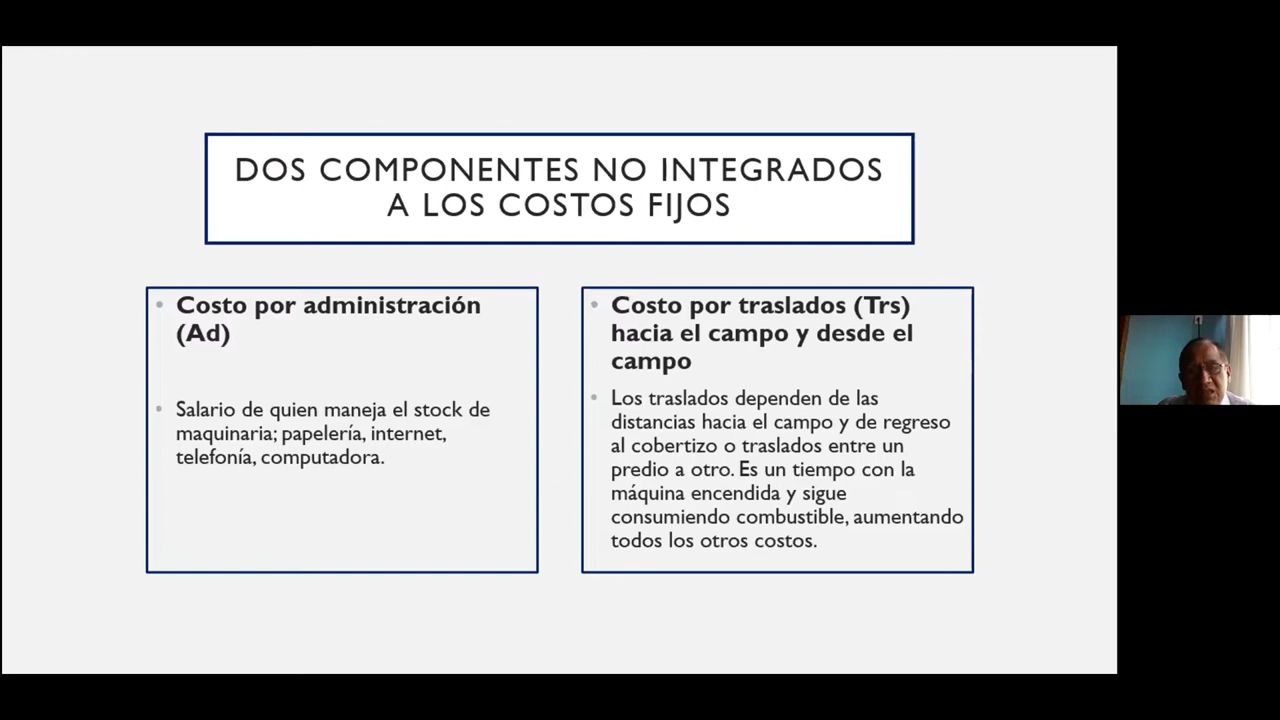 DOS COMPONENTES NO INTEGRADOS
A LOS COSTOS FIJOS
• Costo por administración
(Ad)
• Salario de quien maneja el stock de
maquinaria; papelería, internet,
telefonía, computadora.
• Costo por traslados (Trs)
hacia el campo y desde el
campo
• Los traslados dependen de las
distancias hacia el campo y de regreso
al cobertizo o traslados entre un
predio a otro. Es un tiempo con la
máquina encendida y sigue
consumiendo combustible, aumentando
todos los otros costos.